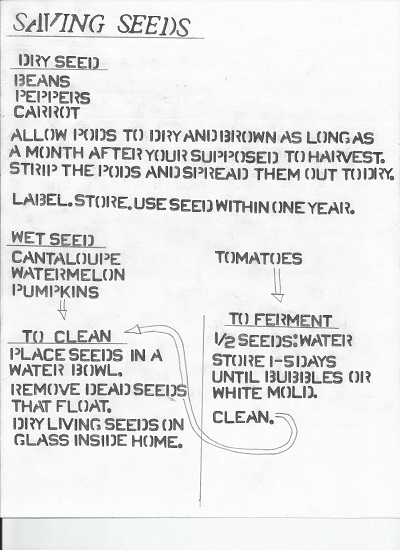 SAVING SEEDS
DRY SEED
BEANS
PEPPERS
CARROT
ALLOW PODS TO DRY AND BROWN AS LONG AS
A MONTH AFTER YOUR SUPPOSED TO HARVEST.
STRIP THE PODS AND SPREAD THEM OUT TO DRY.
LABEL. STORE. USE SEED WITHIN ONE YEAR.
WET SEED
CANTALOUPE
WATERMELON
PUMPKINS
TO CLEAN
PLACE SEEDS IN A
WATER BOWL.
REMOVE DEAD SEEDS
THAT FLOAT.
DRY LIVING SEEDS ON
GLASS INSIDE HOME.
TOMATOES
TO FERMENT
1/2 SEEDS:WATER
STORE 1-5 DAYS
UNTIL BUBBLES OR
WHITE MOLD.
CLEAN.